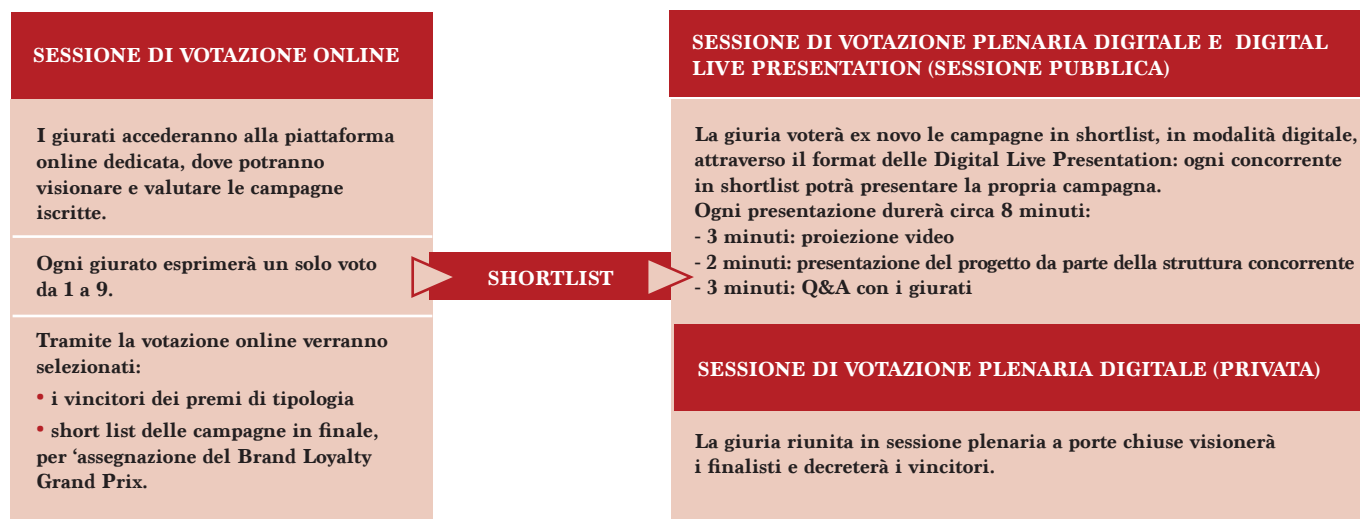 SESSIONE DI VOTAZIONE ONLINE
I giurati accederanno alla piattaforma
online dedicata, dove potranno
visionare e valutare le campagne
iscritte.
Ogni giurato esprimerà un solo voto
da 1 a 9.
Tramite la votazione online verranno
selezionati:
• i vincitori dei premi di tipologia
• short list delle campagne in finale,
per ‘assegnazione del Brand Loyalty
Grand Prix.
SHORTLIST
SESSIONE DI VOTAZIONE PLENARIA DIGITALE E DIGITAL
LIVE PRESENTATION (SESSIONE PUBBLICA)
La giuria voterà ex novo le campagne in shortlist, in modalità digitale,
attraverso il format delle Digital Live Presentation: ogni concorrente
in shortlist potrà presentare la propria campagna.
Ogni presentazione durerà circa 8 minuti:
- 3 minuti: proiezione video
- 2 minuti: presentazione del progetto da parte della struttura concorrente
- 3 minuti: Q&A con i giurati
SESSIONE DI VOTAZIONE PLENARIA DIGITALE (PRIVATA)
La giuria riunita in sessione plenaria a porte chiuse visionerà
i finalisti e decreterà i vincitori.